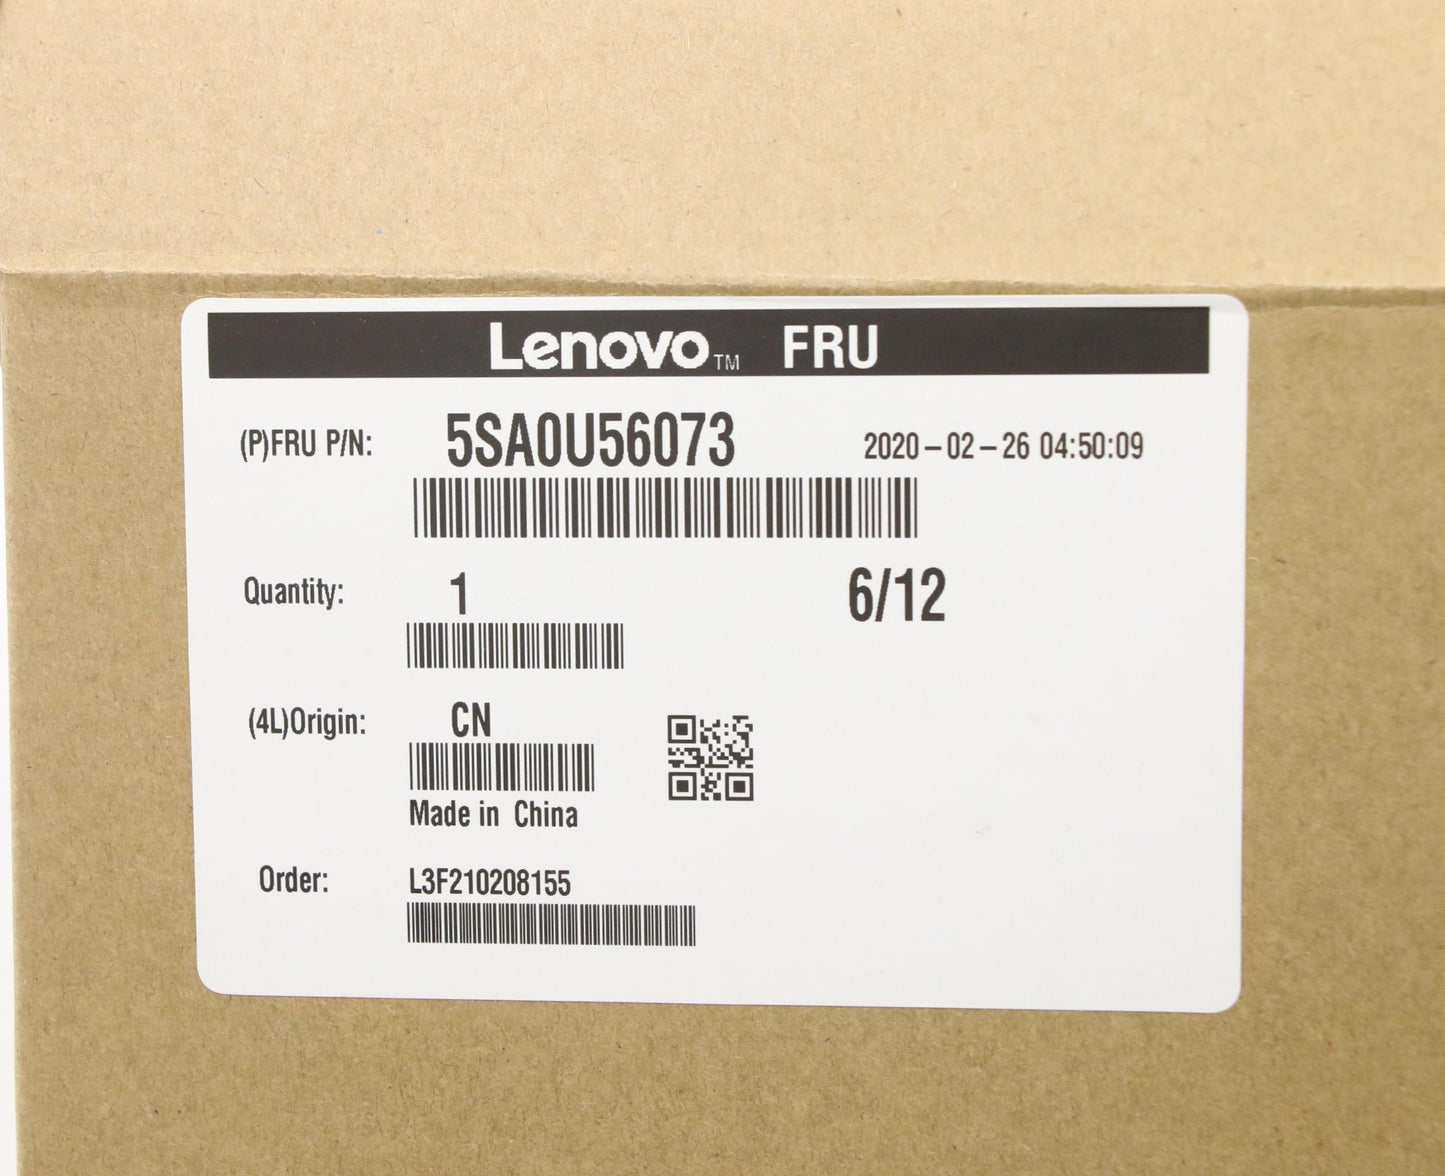 Lenovo™ FRU
(P)FRU P/N: 5SA0U56073 2020-02-26 04:50:09
Quantity: 1 6/12
(4L)Origin: CN
Made in China
Order: L3F210208155